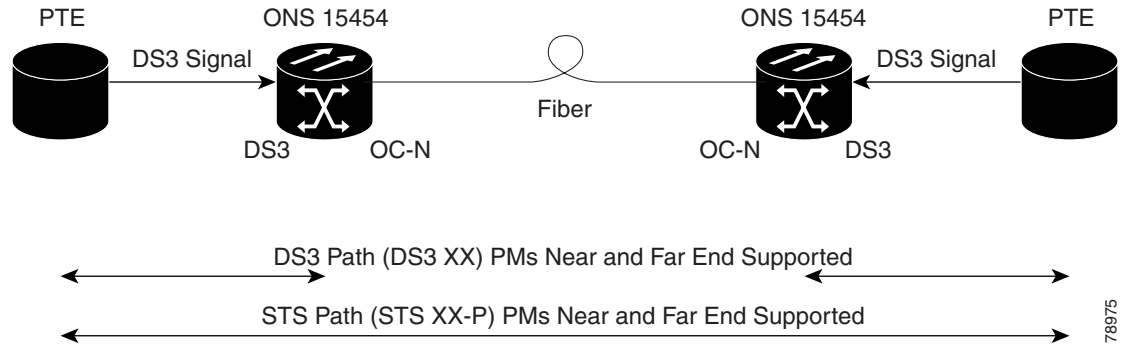 PTE
ONS 15454
ONS 15454
PTE
DS3 Signal
DS3 Signal
Fiber
DS3
OC-N
OC-N
DS3
DS3 Path (DS3 XX) PMs Near and Far End Supported
STS Path (STS XX-P) PMs Near and Far End Supported
78975